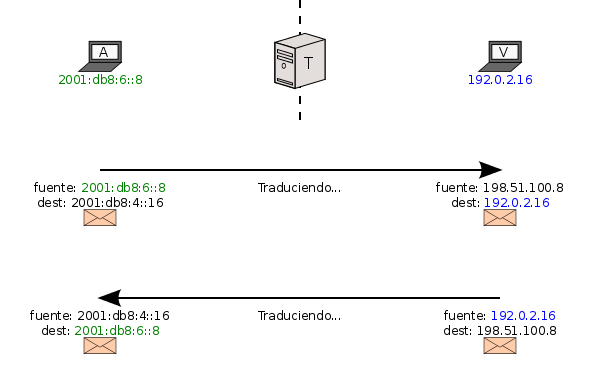 A
T
V
2001:db8:6::8
192.0.2.16
fuente: 2001:db8:6::8
dest: 2001:db8:4::16
Traduciendo...
fuente: 198.51.100.8
dest: 192.0.2.16
fuente: 2001:db8:4::16
dest: 2001:db8:6::8
Traduciendo...
fuente: 192.0.2.16
dest: 198.51.100.8